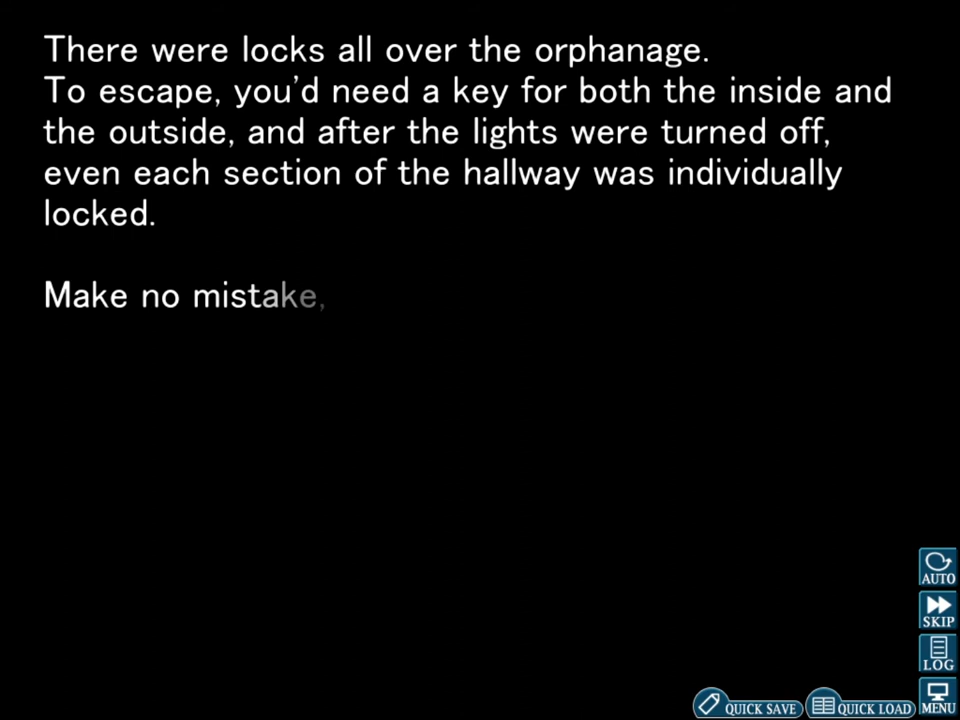 There were locks all over the orphanage.
To escape, you'd need a key for both the inside and
the outside, and after the lights were turned off,
even each section of the hallway was individually
locked.
Make no mistake,
AUTO
SKIP
LOG
QUICK SAVE
QUICK LOAD
MENU